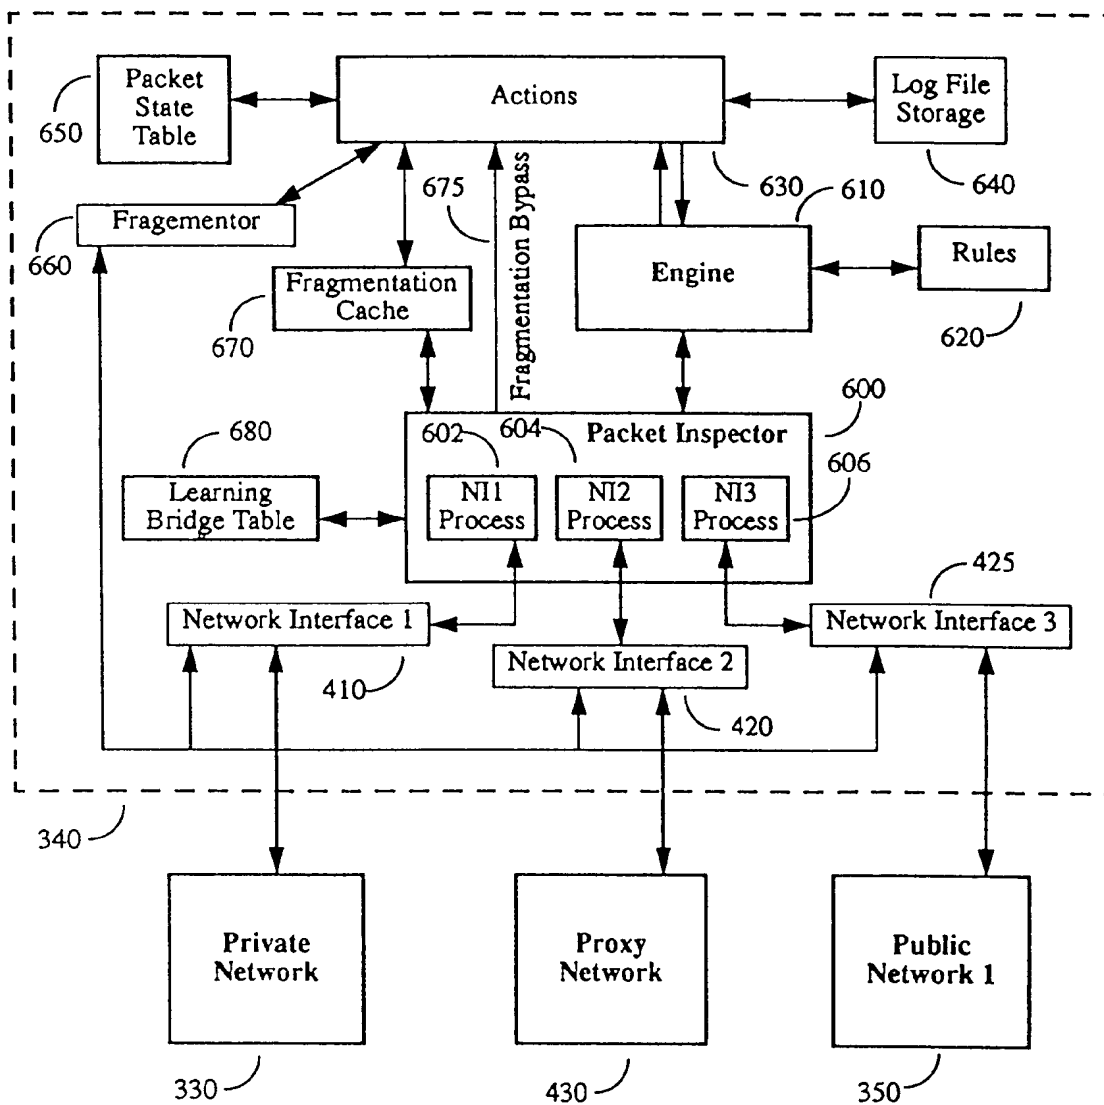 Packet
State
Table
650
Actions
Log File
Storage
640
630
610
675
Fragmentation Bypass
Fragementor
660
Fragmentation
Cache
670
Engine
Rules
620
600
Packet Inspector
602
604
606
680
Learning
Bridge Table
NI1
Process
NI2
Process
NI3
Process
425
Network Interface 1
410
Network Interface 2
420
Network Interface 3
340
Private
Network
330
Proxy
Network
430
Public
Network 1
350